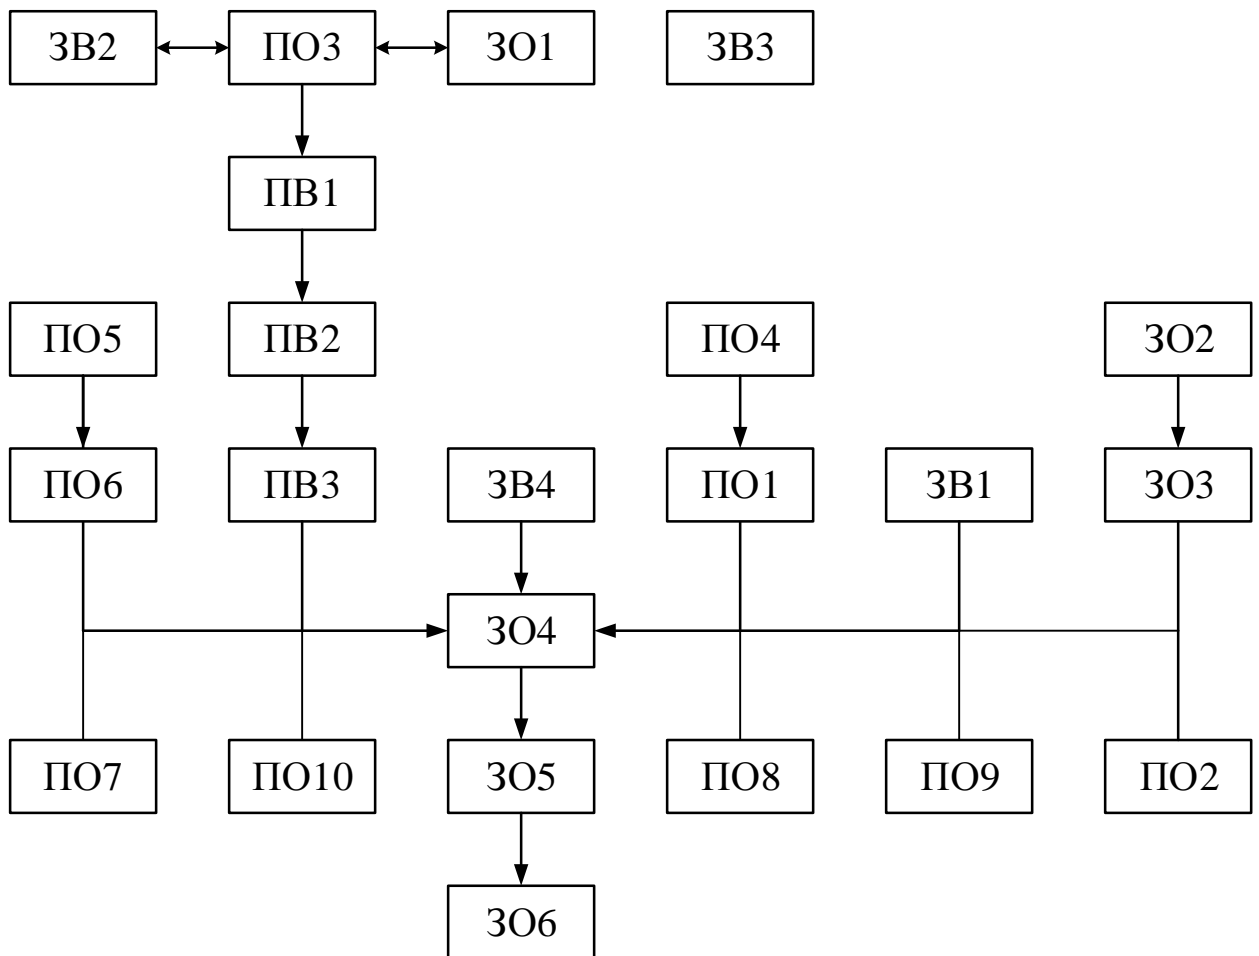 ЗВ2 ПО3 ЗО1 ЗВ3
ПВ1
ПО5 ПВ2 ПО4 ЗО2
ПО6 ПВ3 ЗВ4 ПО1 ЗВ1 ЗО3
ЗО4
ПО7 ПО10 ЗО5 ПО8 ПО9 ПО2
ЗО6